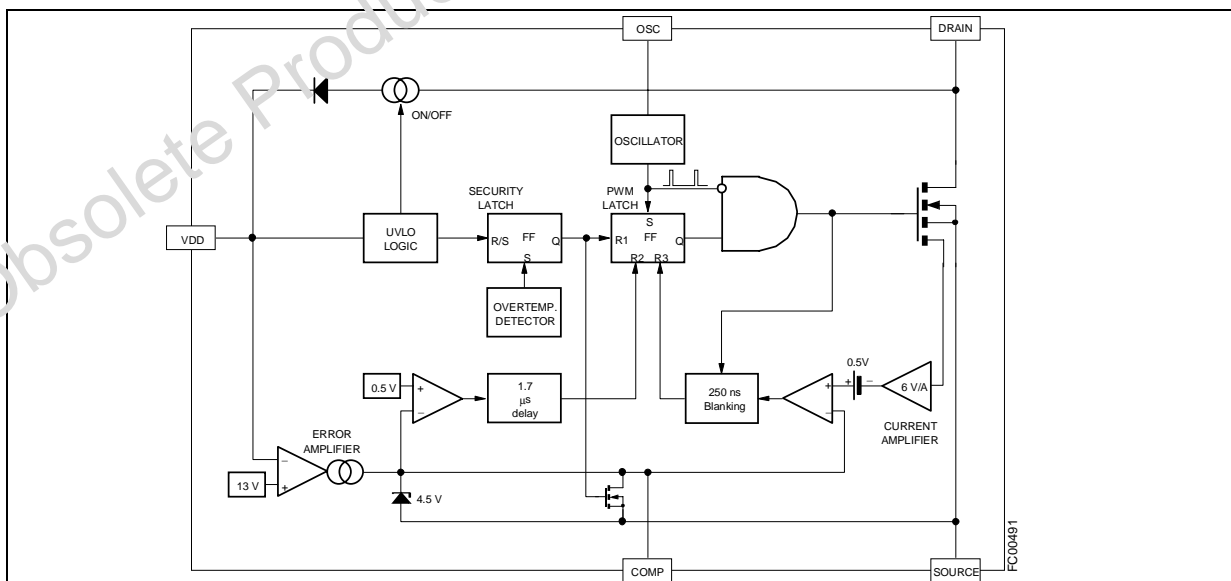 Obsolete Produc
OSC
DRAIN
ON/OFF
OSCILLATOR
SECURITY
LATCH
PWM
LATCH
VDD
UVLO
LOGIC
R/S
FF
Q
S
R1
S
FF
Q
R2
R3
OVERTEMP.
DETECTOR
0.5 V
+
−
1.7
µs
delay
250 ns
Blanking
+
−
0.5V
+
−
6 V/A
CURRENT
AMPLIFIER
ERROR
AMPLIFIER
13 V
−
+
4.5 V
COMP
SOURCE
FC00491